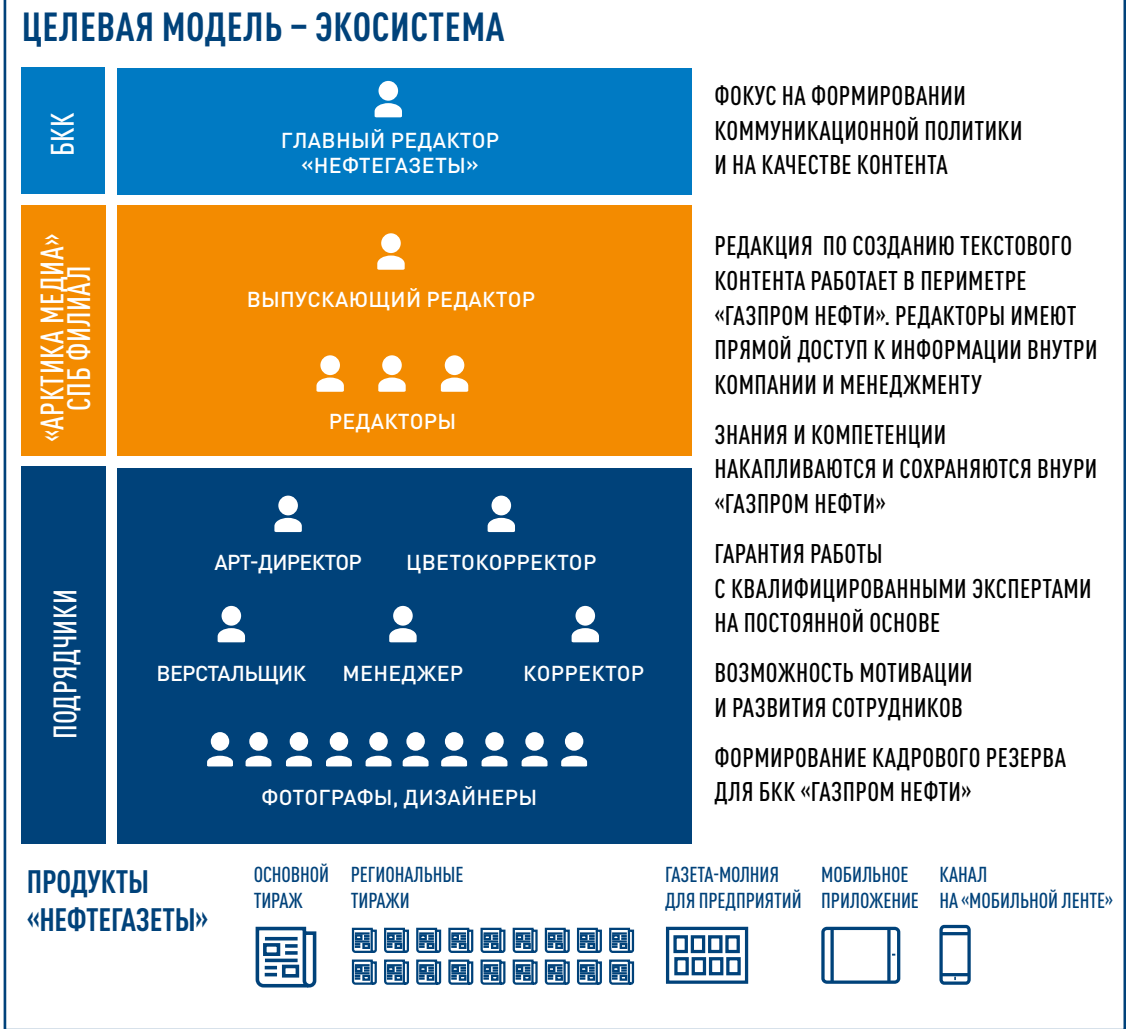 ЦЕЛЕВАЯ МОДЕЛЬ – ЭКОСИСТЕМА
БКК
ГЛАВНЫЙ РЕДАКТОР
«НЕФТЕГАЗЕТЫ»
ФОКУС НА ФОРМИРОВАНИИ
КОММУНИКАЦИОННОЙ ПОЛИТИКИ
И НА КАЧЕСТВЕ КОНТЕНТА
«АРКТИКА МЕДИА»
СПБ ФИЛИАЛ
ВЫПУСКАЮЩИЙ РЕДАКТОР
РЕДАКТОРЫ
РЕДАКЦИЯ ПО СОЗДАНИЮ ТЕКСТОВОГО
КОНТЕНТА РАБОТАЕТ В ПЕРИМЕТРЕ
«ГАЗПРОМ НЕФТИ». РЕДАКТОРЫ ИМЕЮТ
ПРЯМОЙ ДОСТУП К ИНФОРМАЦИИ ВНУТРИ
КОМПАНИИ И МЕНЕДЖМЕНТУ
ЗНАНИЯ И КОМПЕТЕНЦИИ
НАКАПЛИВАЮТСЯ И СОХРАНЯЮТСЯ ВНУРИ
«ГАЗПРОМ НЕФТИ»
ПОДРЯДЧИКИ
АРТ-ДИРЕКТОР
ЦВЕТОКОРРЕКТОР
ВЕРСТАЛЬЩИК
МЕНЕДЖЕР
КОРРЕКТОР
ФОТОГРАФЫ, ДИЗАЙНЕРЫ
ГАРАНТИЯ РАБОТЫ
С КВАЛИФИЦИРОВАННЫМИ ЭКСПЕРТАМИ
НА ПОСТОЯННОЙ ОСНОВЕ
ВОЗМОЖНОСТЬ МОТИВАЦИИ
И РАЗВИТИЯ СОТРУДНИКОВ
ФОРМИРОВАНИЕ КАДРОВОГО РЕЗЕРВА
ДЛЯ БКК «ГАЗПРОМ НЕФТИ»
ПРОДУКТЫ
«НЕФТЕГАЗЕТЫ»
ОСНОВНОЙ
ТИРАЖ
РЕГИОНАЛЬНЫЕ
ТИРАЖИ
ГАЗЕТА-МОЛНИЯ
ДЛЯ ПРЕДПРИЯТИЙ
МОБИЛЬНОЕ
ПРИЛОЖЕНИЕ
КАНАЛ
НА «МОБИЛЬНОЙ ЛЕНТЕ»